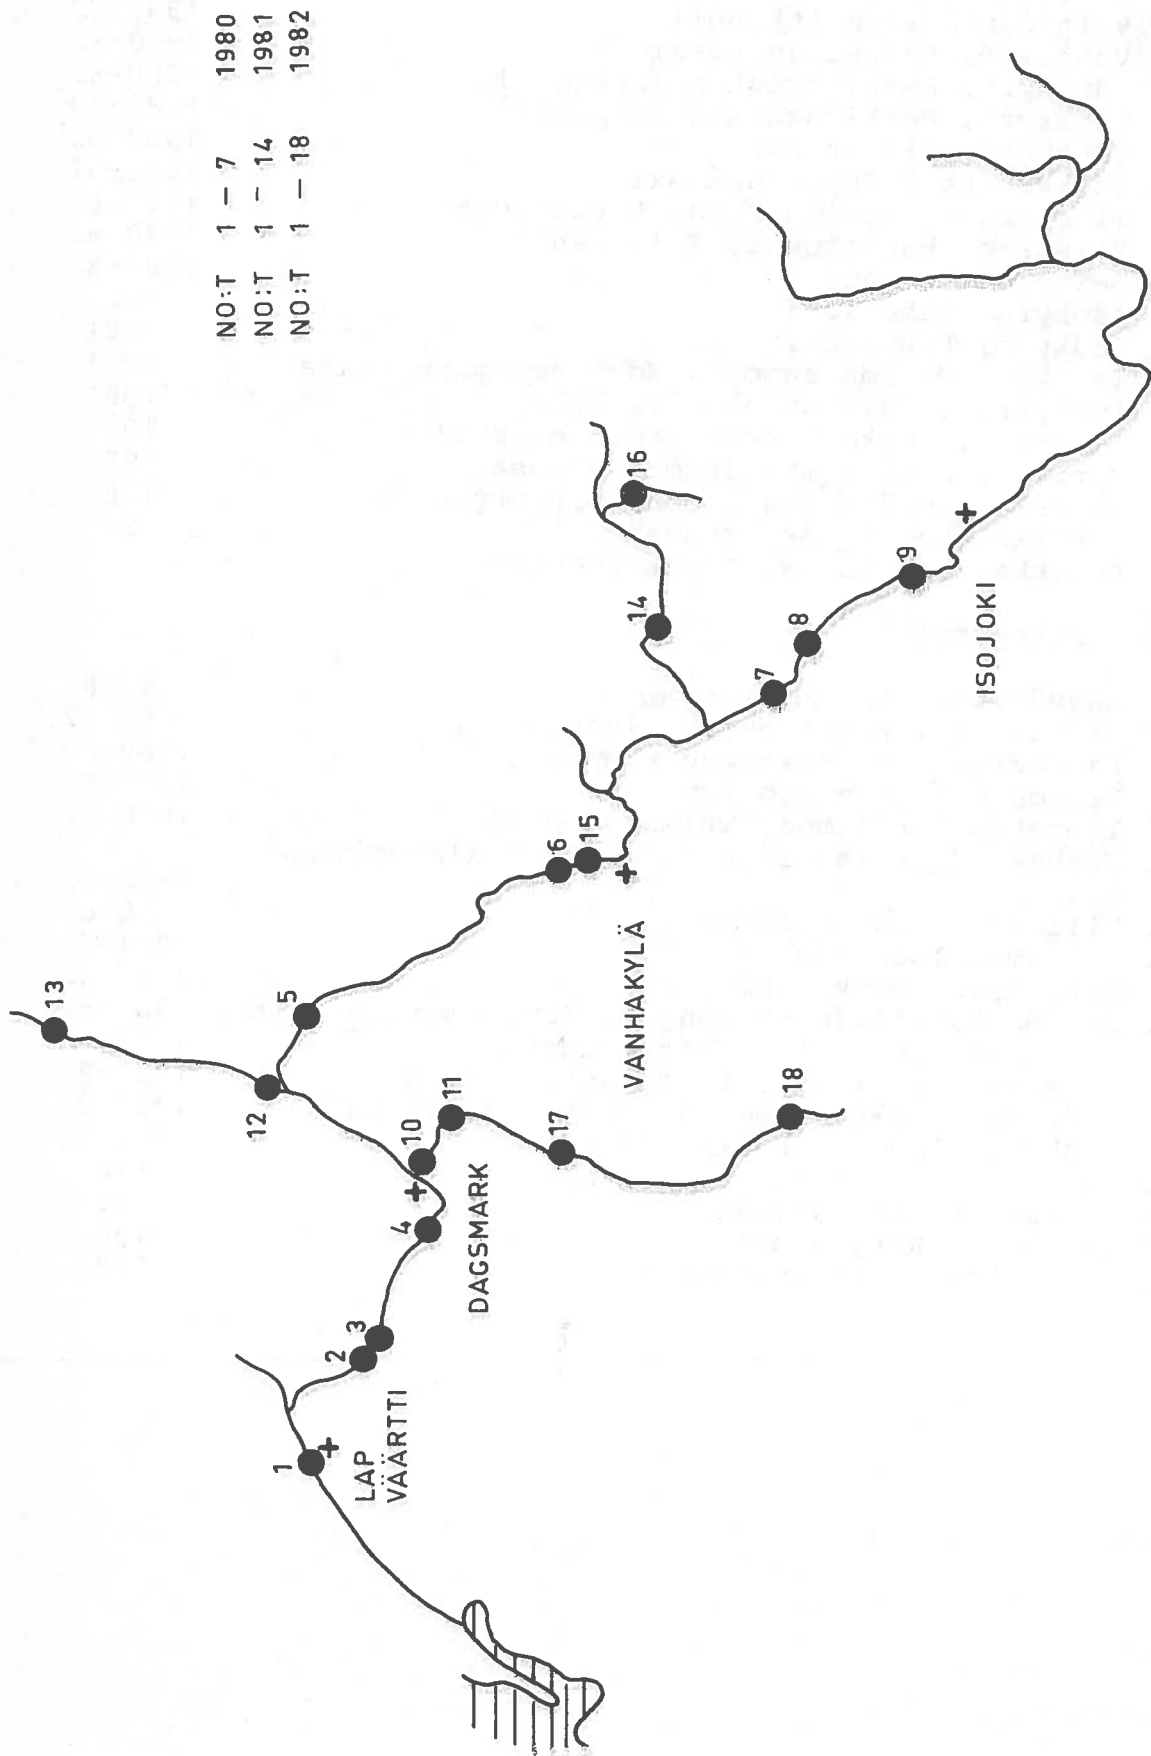 NO:T 1 – 7 1980
NO:T 1 – 14 1981
NO:T 1 – 18 1982
13
12
5
16
14
6
15
7
8
9
ISOJOKI
VANHAKYLÄ
10
11
17
18
4
DAGSMARK
2
3
1
LAP
VÄÄRTTI